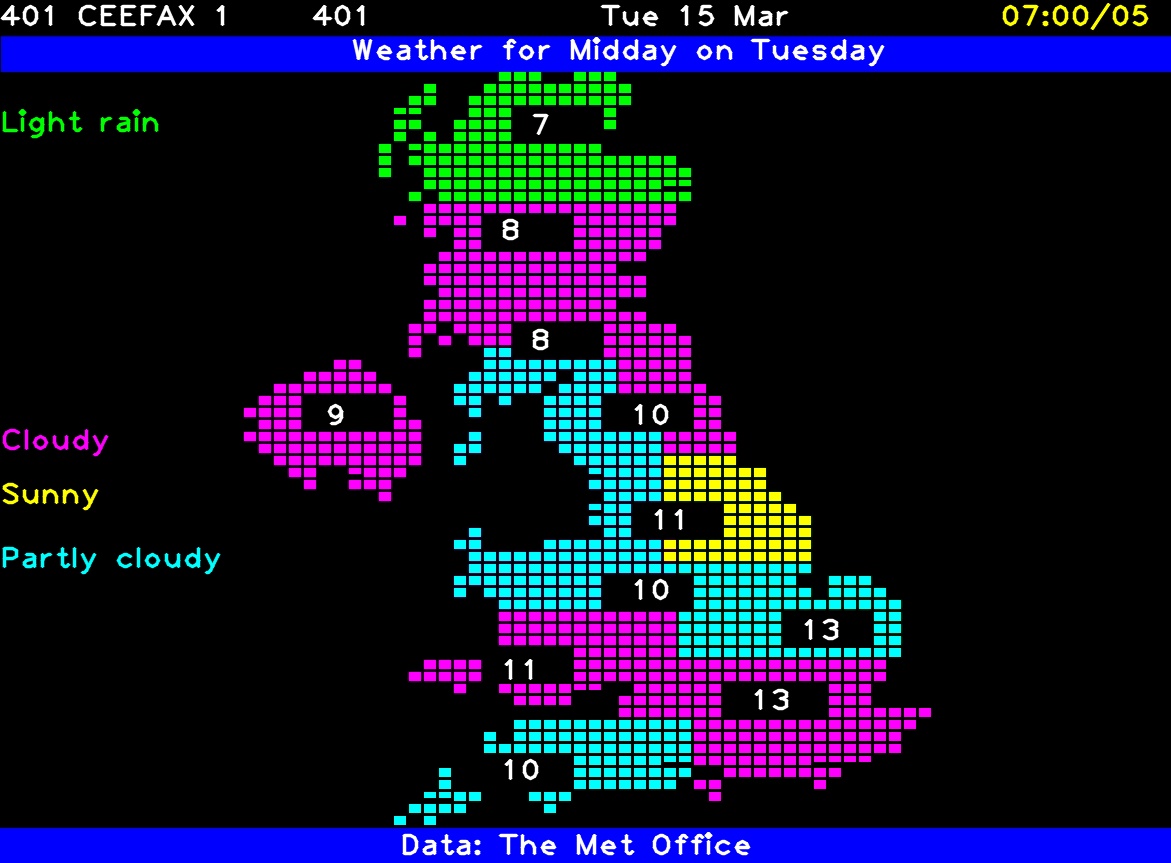 401 CEEFAX 1 401 Tue 15 Mar 07:00/05
Weather for Midday on Tuesday
Light rain
7
8
8
9
10
Cloudy
Sunny
11
Partly cloudy
10
13
11
13
10
Data: The Met Office